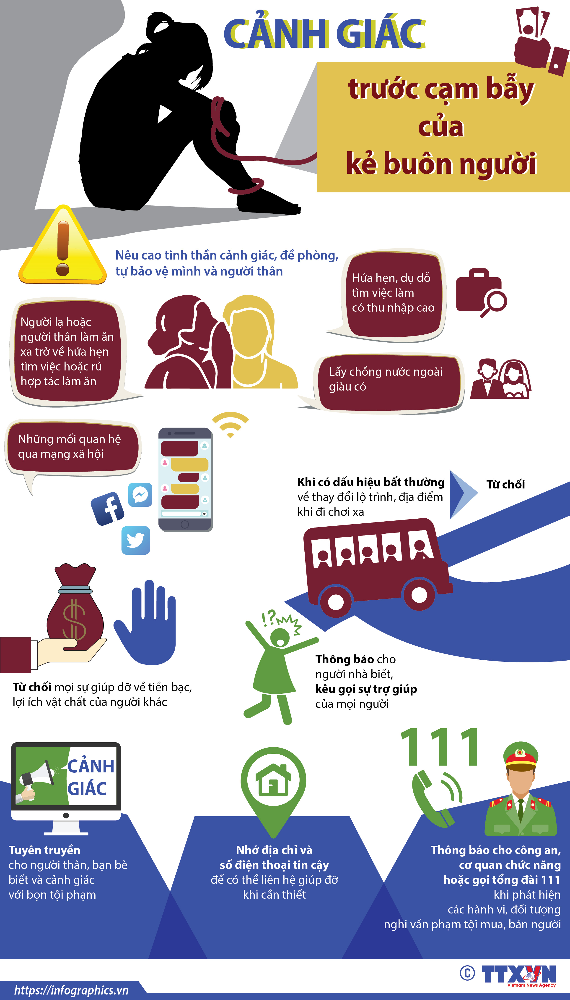 CẢNH GIÁC
trước cạm bẫy
của
kẻ buôn người
Nêu cao tinh thần cảnh giác, đề phòng,
tự bảo vệ mình và người thân
Hứa hẹn, dụ dỗ
tìm việc làm
có thu nhập cao
Người lạ hoặc
người thân làm ăn
xa trở về hứa hẹn
tìm việc hoặc rủ
hợp tác làm ăn
Lấy chồng nước ngoài
giàu có
Những mối quan hệ
qua mạng xã hội
Khi có dấu hiệu bất thường
về thay đổi lộ trình, địa điểm
khi đi chơi xa
Từ chối
f
$
!?
Từ chối mọi sự giúp đỡ về tiền bạc,
lợi ích vật chất của người khác
Thông báo cho
người nhà biết,
kêu gọi sự trợ giúp
của mọi người
CẢNH
GIÁC
111
Tuyên truyền
cho người thân, bạn bè
biết và cảnh giác
với bọn tội phạm
Nhớ địa chỉ và
số điện thoại tin cậy
để có thể liên hệ giúp đỡ
khi cần thiết
Thông báo cho công an,
cơ quan chức năng
hoặc gọi tổng đài 111
khi phát hiện
các hành vi, đối tượng
nghi vấn phạm tội mua, bán người
© TTXVN
Vietnam News Agency
https://infographics.vn